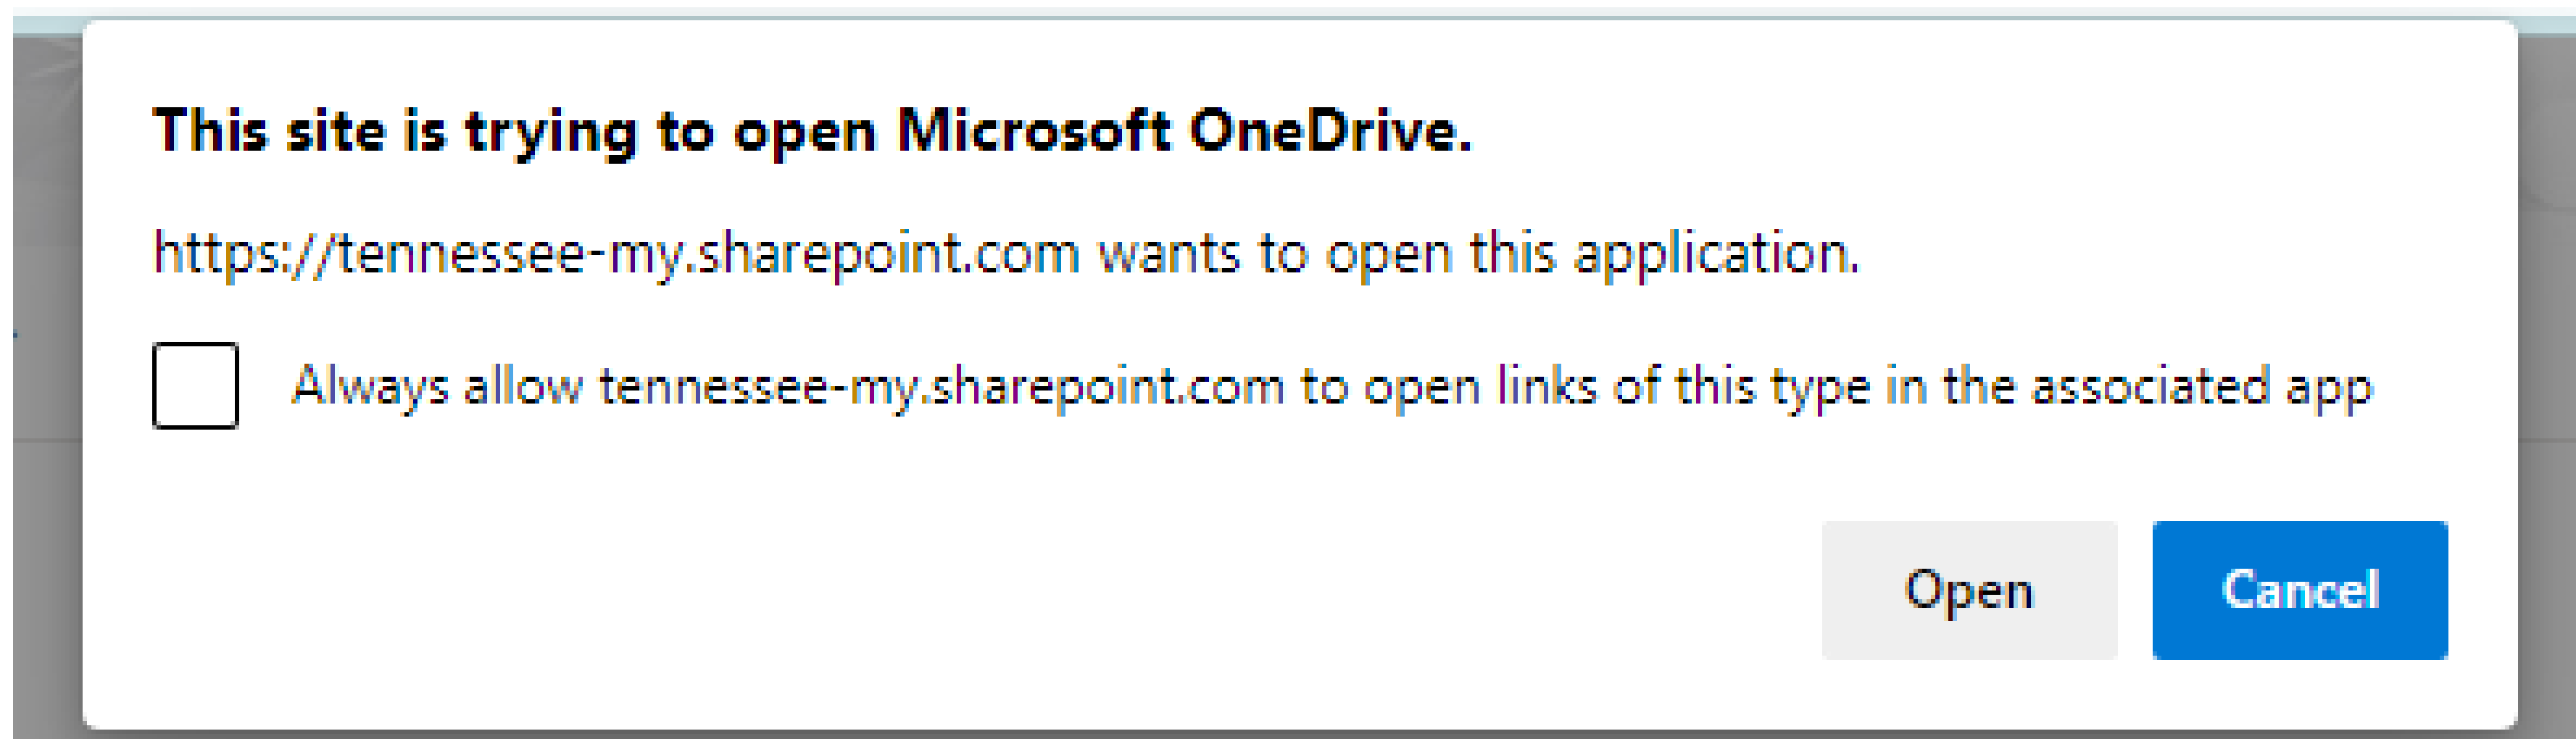 This site is trying to open Microsoft OneDrive.
https://tennessee-my.sharepoint.com wants to open this application.
Always allow tennessee-my.sharepoint.com to open links of this type in the associated app
Open Cancel